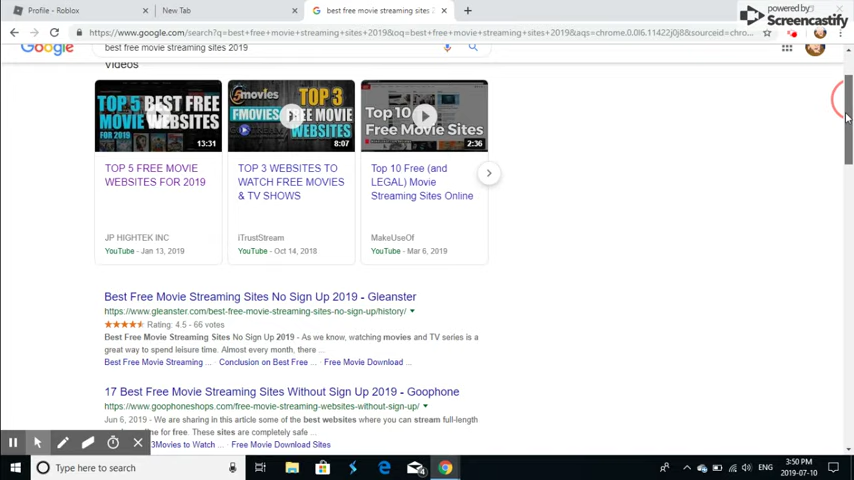 Profile - Roblox
New Tab
best free movie streaming sites 2
powered by
Screencastify
https://www.google.com/search?q=best+free+movie+streaming+sites+2019&oq=best+free+movie+streaming+sites+2019&aqs=chrome.0.0l6.11422j0j8&sourceid=chro...
Google
best free movie streaming sites 2019
Videos
TOP 5 BEST FREE
MOVIE WEBSITES
FOR 2019
13:31
5movies
FMOVIES
TOP 3
FREE MOVIE
WEBSITES
8:07
Top 10
Free Movie Sites
2:36
TOP 5 FREE MOVIE
WEBSITES FOR 2019
JP HIGHTEK INC
YouTube - Jan 13, 2019
TOP 3 WEBSITES TO
WATCH FREE MOVIES
& TV SHOWS
iTrustStream
YouTube - Oct 14, 2018
Top 10 Free (and
LEGAL) Movie
Streaming Sites Online
MakeUseOf
YouTube - Mar 6, 2019
Best Free Movie Streaming Sites No Sign Up 2019 - Gleanster
https://www.gleanster.com/best-free-movie-streaming-sites-no-sign-up/history/
Rating: 4.5 - 66 votes
Best Free Movie Streaming Sites No Sign Up 2019 - As we know, watching movies and TV series is a
great way to spend leisure time. Almost every month, there ...
Best Free Movie Streaming ... · Conclusion on Best Free ... · Free Movie Download ...
17 Best Free Movie Streaming Sites Without Sign Up 2019 - Goophone
https://www.goophoneshops.com/free-movie-streaming-websites-without-sign-up/
Jun 6, 2019 - We are sharing in this article some of the best websites where you can stream full-length
line for free. These sites are completely safe ...
3Movies to Watch ... · Free Movie Download Sites
Type here to search
4
ENG
3:50 PM
2019-07-10